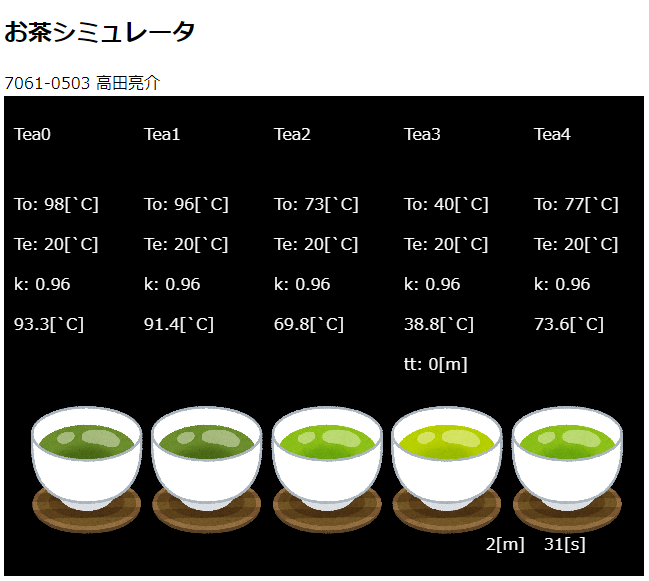 お茶シミュレータ
7061-0503 高田亮介
Tea0 Tea1 Tea2 Tea3 Tea4
To: 98[`C] To: 96[`C] To: 73[`C] To: 40[`C] To: 77[`C]
Te: 20[`C] Te: 20[`C] Te: 20[`C] Te: 20[`C] Te: 20[`C]
k: 0.96 k: 0.96 k: 0.96 k: 0.96 k: 0.96
93.3[`C] 91.4[`C] 69.8[`C] 38.8[`C] 73.6[`C]
tt: 0[m]
2[m] 31[s]